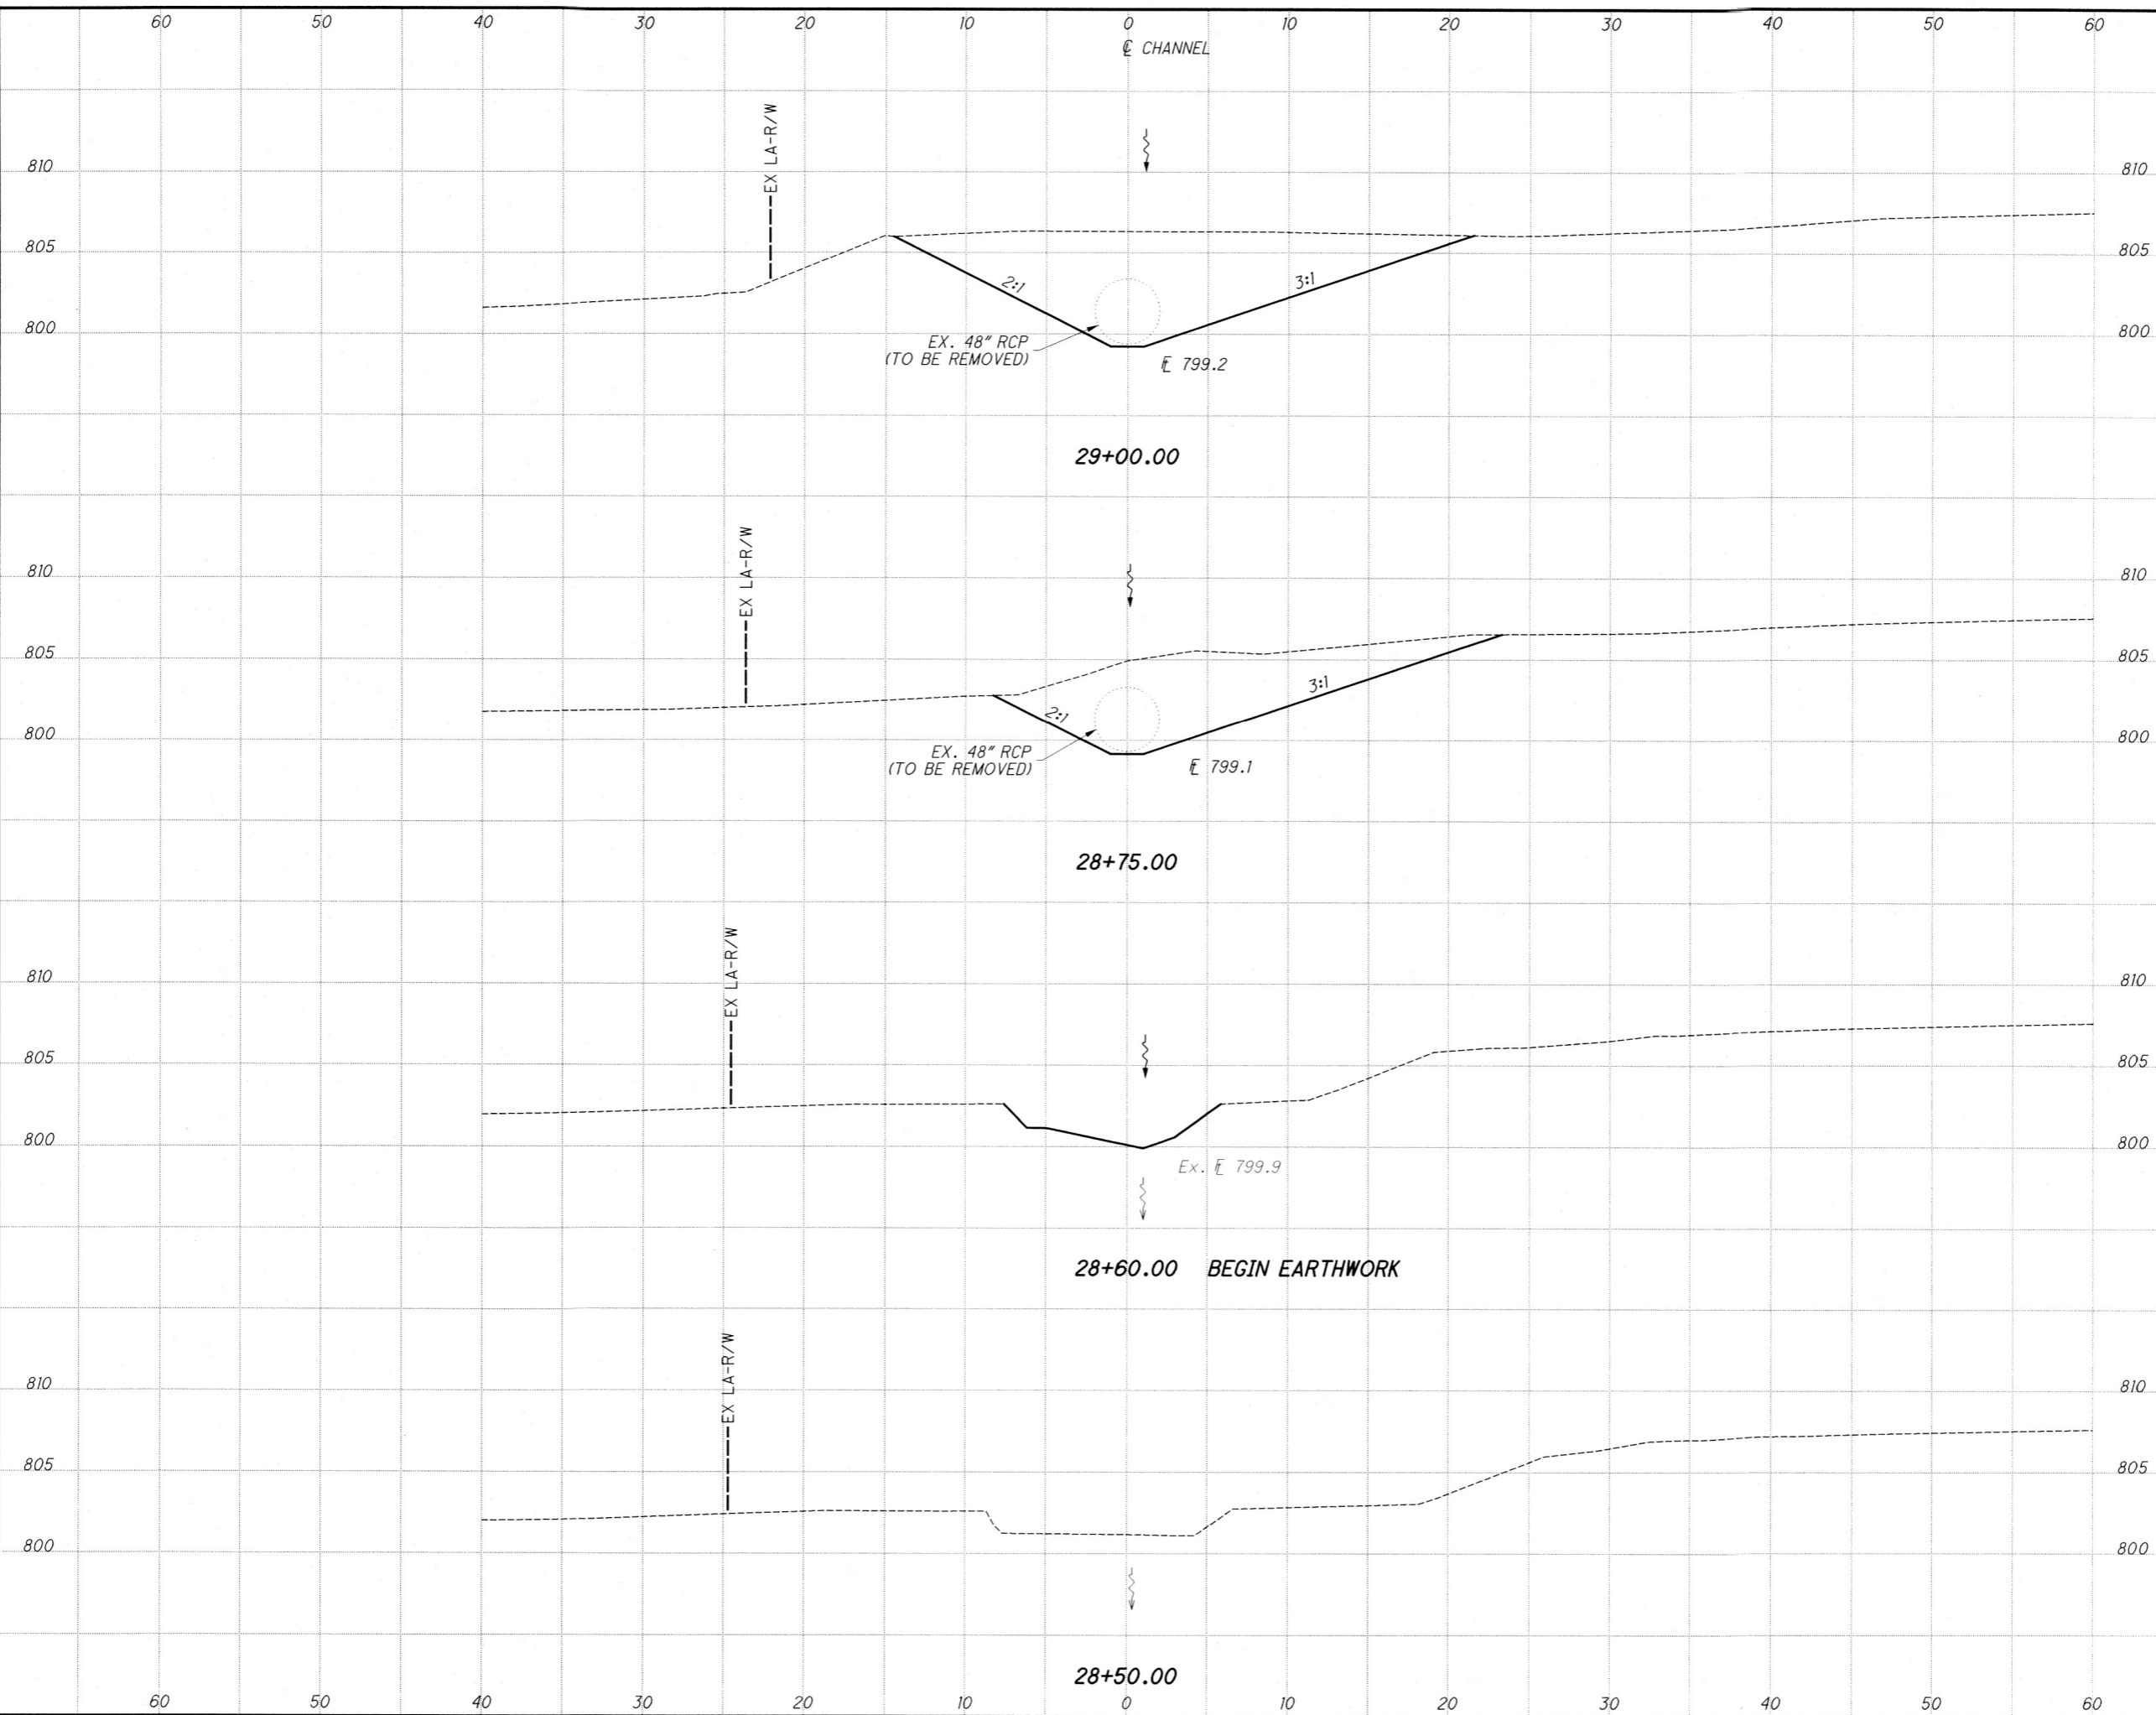 60 50 40 30 20 10 0 10 20 30 40 50 60
℄ CHANNEL
EX LA-R/W
810 810
805 805
2:1 3:1
800 800
EX. 48" RCP
(TO BE REMOVED)
FL 799.2
29+00.00
EX LA-R/W
810 810
805 805
2:1 3:1
800 800
EX. 48" RCP
(TO BE REMOVED)
FL 799.1
28+75.00
EX LA-R/W
810 810
805 805
800 800
Ex. FL 799.9
28+60.00 BEGIN EARTHWORK
EX LA-R/W
810 810
805 805
800 800
28+50.00
60 50 40 30 20 10 0 10 20 30 40 50 60